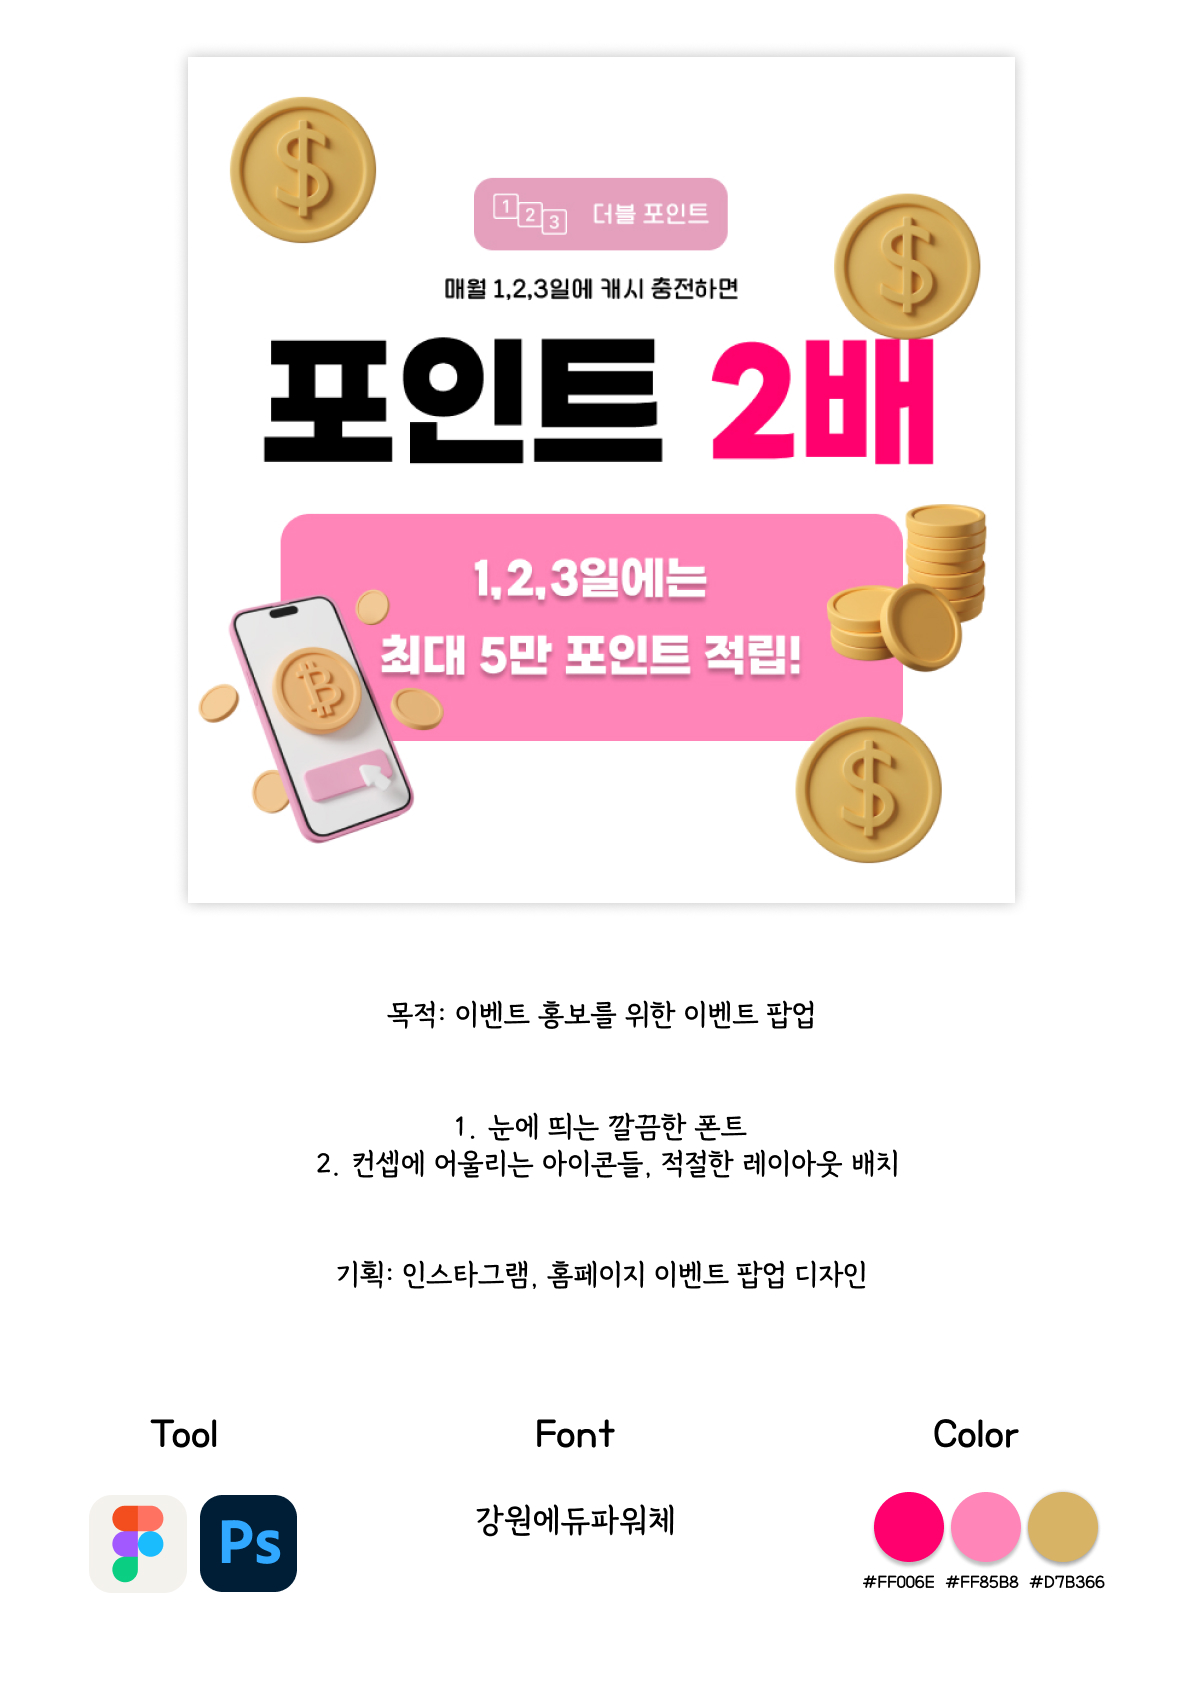 1 2 3 더블 포인트
매월 1,2,3일에 캐시 충전하면
포인트 2배
1,2,3일에는
최대 5만 포인트 적립!
목적: 이벤트 홍보를 위한 이벤트 팝업
1. 눈에 띄는 깔끔한 폰트
2. 컨셉에 어울리는 아이콘들, 적절한 레이아웃 배치
기획: 인스타그램, 홈페이지 이벤트 팝업 디자인
Tool Font Color
Ps 강원에듀파워체
#FF006E #FF85B8 #D7B366